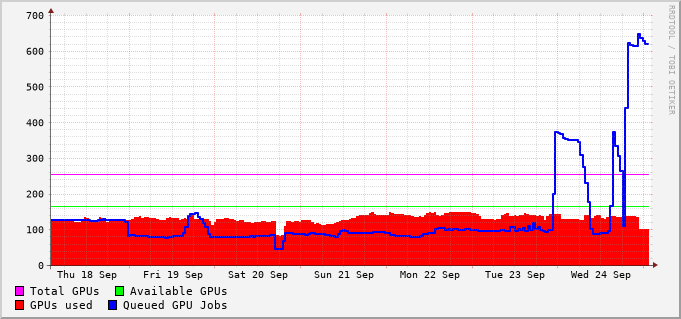 700
600
500
400
300
200
100
0
Thu 18 Sep Fri 19 Sep Sat 20 Sep Sun 21 Sep Mon 22 Sep Tue 23 Sep Wed 24 Sep
Total GPUs Available GPUs
GPUs used Queued GPU Jobs
RRDTOOL / TOBI OETIKER